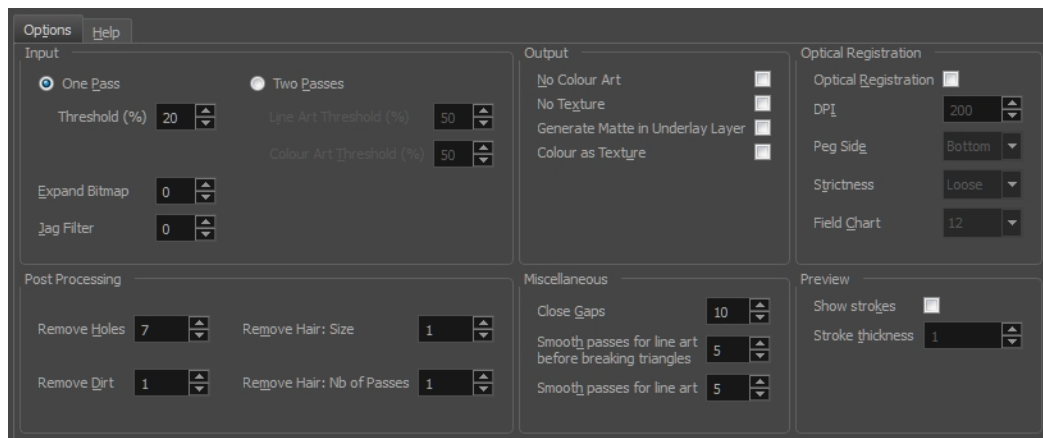 Options Help
Input
One Pass Two Passes
Threshold (%) 20 Line Art Threshold (%) 50
Colour Art Threshold (%) 50
Expand Bitmap 0
Jag Filter 0
Output
No Colour Art
No Texture
Generate Matte in Underlay Layer
Colour as Texture
Optical Registration
Optical Registration
DPI 200
Peg Side Bottom
Strictness Loose
Field Chart 12
Post Processing
Remove Holes 7 Remove Hair: Size 1
Remove Dirt 1 Remove Hair: Nb of Passes 1
Miscellaneous
Close Gaps 10
Smooth passes for line art
before breaking triangles 5
Smooth passes for line art 5
Preview
Show strokes
Stroke thickness 1